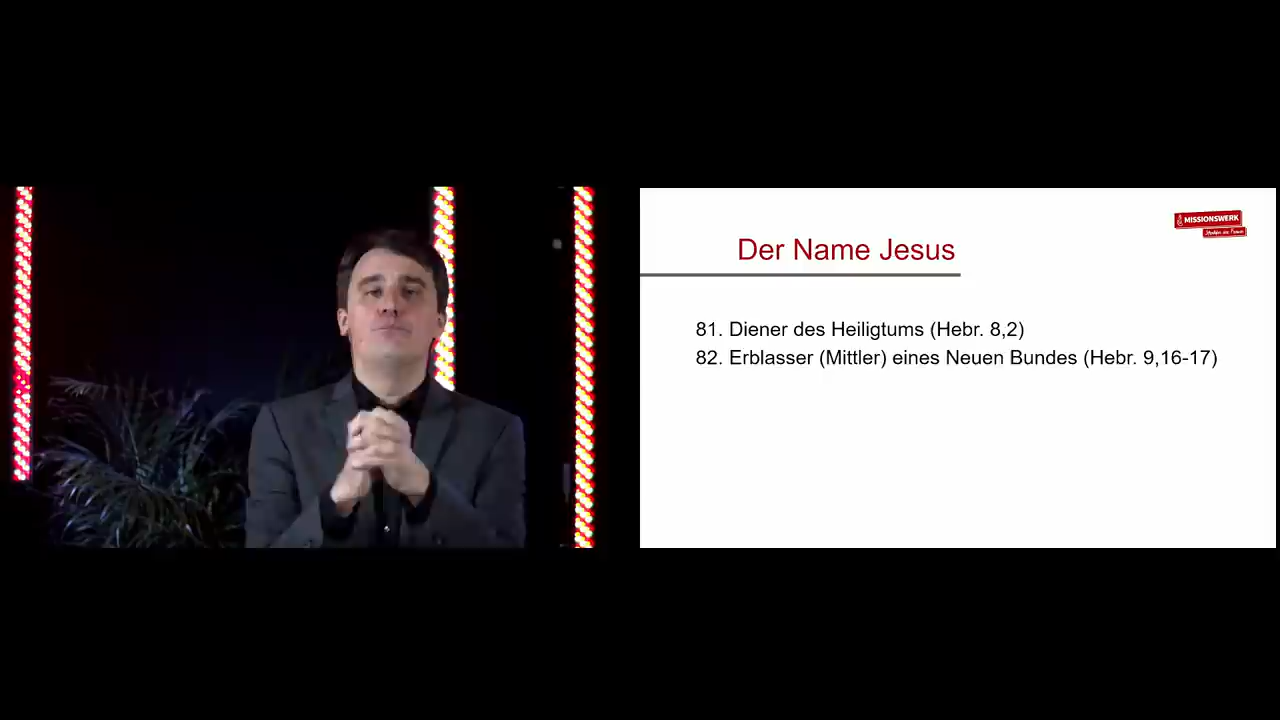 MISSIONSWERK
Der Name Jesus
81. Diener des Heiligtums (Hebr. 8,2)
82. Erblasser (Mittler) eines Neuen Bundes (Hebr. 9,16-17)